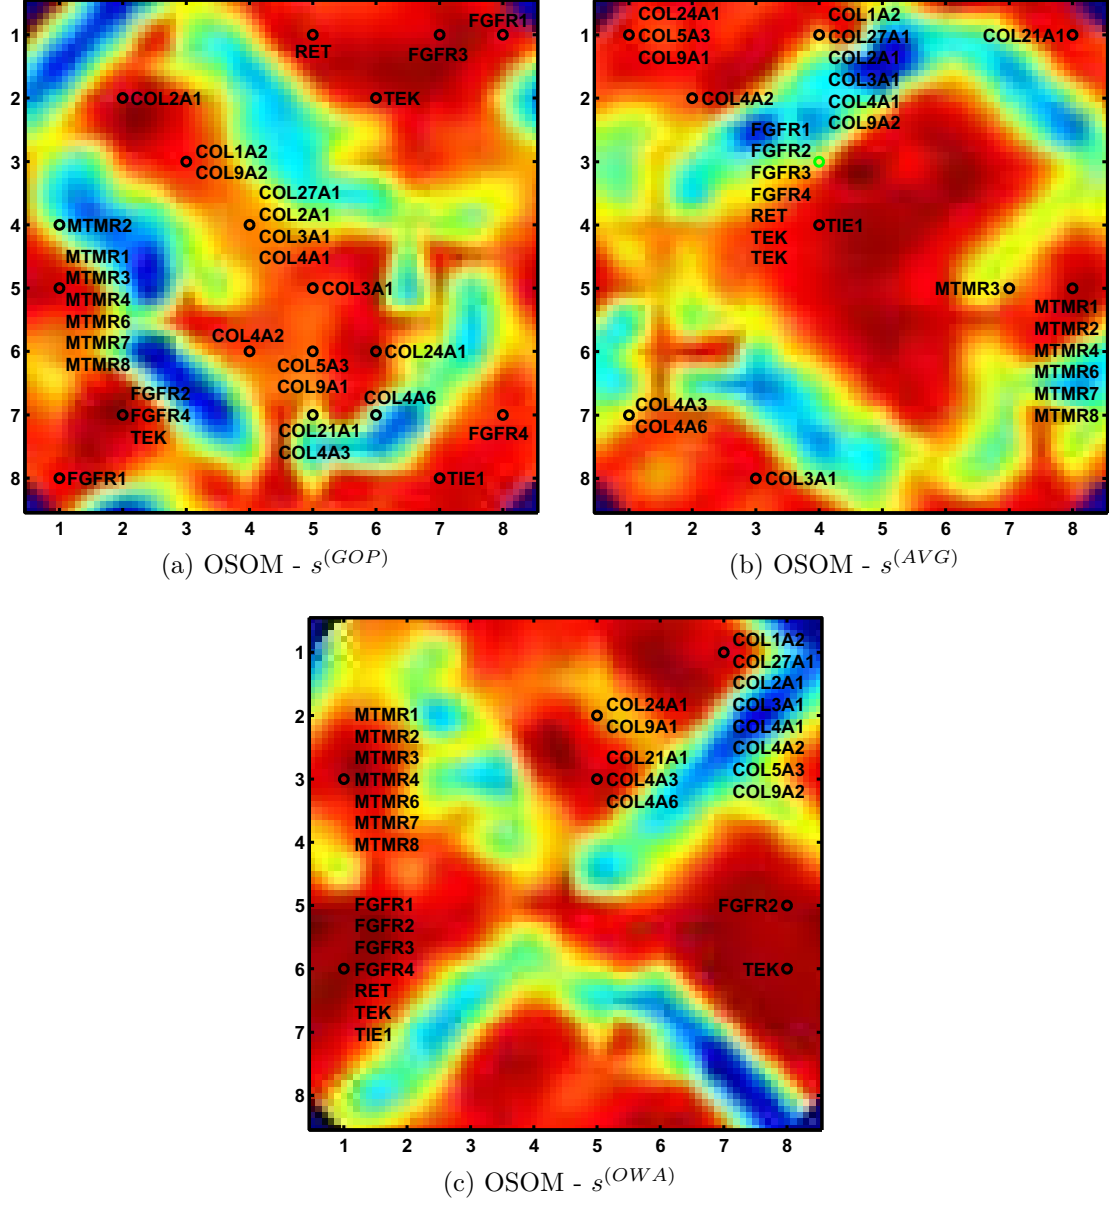 FGFR1
RET
FGFR3
COL2A1
TEK
COL1A2
COL9A2
COL27A1
COL2A1
COL3A1
COL4A1
MTMR2
MTMR1
MTMR3
MTMR4
MTMR6
MTMR7
MTMR8
COL3A1
COL4A2
COL5A3
COL9A1
COL24A1
FGFR2
FGFR4
TEK
COL4A6
COL21A1
COL4A3
FGFR4
FGFR1
TIE1
1
2
3
4
5
6
7
8
1 2 3 4 5 6 7 8
(a) OSOM - s^(GOP)
COL24A1
COL5A3
COL9A1
COL1A2
COL27A1
COL2A1
COL3A1
COL4A1
COL9A2
COL21A1
COL4A2
FGFR1
FGFR2
FGFR3
FGFR4
RET
TEK
TEK
TIE1
MTMR3
MTMR1
MTMR2
MTMR4
MTMR6
MTMR7
MTMR8
COL4A3
COL4A6
COL3A1
1
2
3
4
5
6
7
8
1 2 3 4 5 6 7 8
(b) OSOM - s^(AVG)
COL1A2
COL27A1
COL2A1
COL3A1
COL4A1
COL4A2
COL5A3
COL9A2
COL24A1
COL9A1
COL21A1
COL4A3
COL4A6
MTMR1
MTMR2
MTMR3
MTMR4
MTMR6
MTMR7
MTMR8
FGFR1
FGFR2
FGFR3
FGFR4
RET
TEK
TIE1
FGFR2
TEK
1
2
3
4
5
6
7
8
1 2 3 4 5 6 7 8
(c) OSOM - s^(OWA)